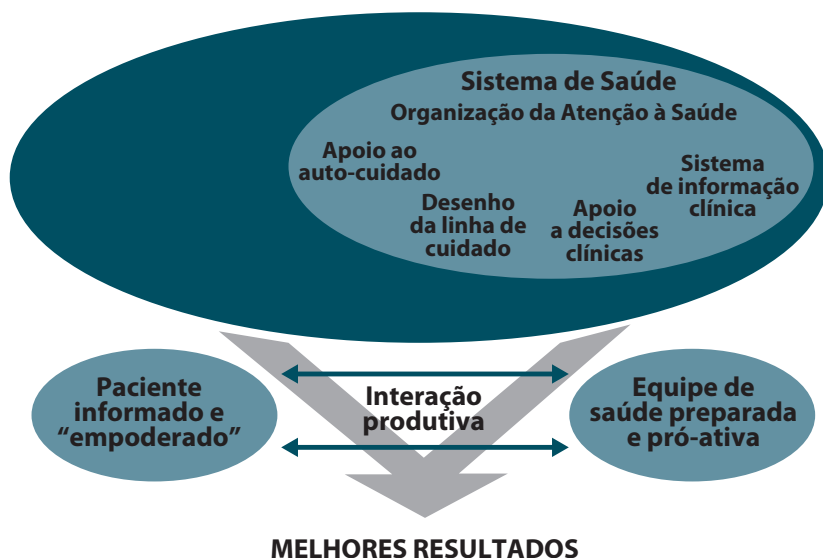 Sistema de Saúde
Organização da Atenção à Saúde
Apoio ao
auto-cuidado
Desenho
da linha de
cuidado
Apoio
a decisões
clínicas
Sistema
de informação
clínica
Paciente
informado e
“empoderado”
Interação
produtiva
Equipe de
saúde preparada
e pró-ativa
MELHORES RESULTADOS